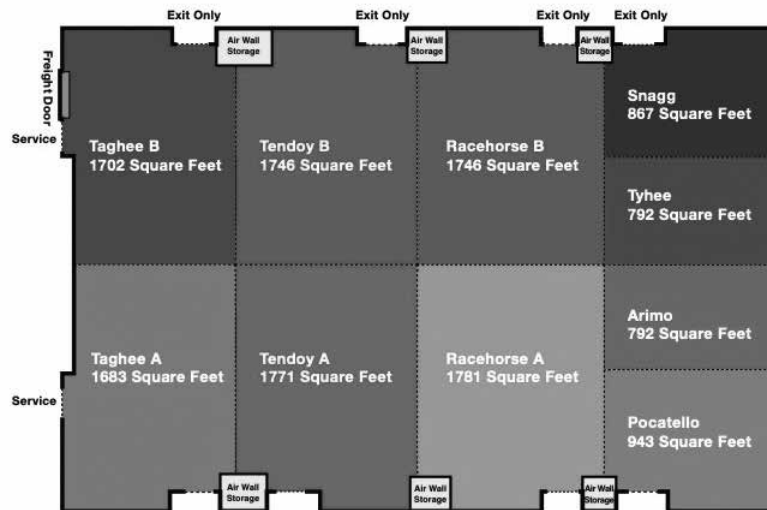 Exit Only
Exit Only
Exit Only
Exit Only
Air Wall
Storage
Air Wall
Storage
Air Wall
Storage
Freight Door
Service
Taghee B
1702 Square Feet
Tendoy B
1746 Square Feet
Racehorse B
1746 Square Feet
Snagg
867 Square Feet
Tyhee
792 Square Feet
Taghee A
1683 Square Feet
Tendoy A
1771 Square Feet
Racehorse A
1781 Square Feet
Arimo
792 Square Feet
Service
Pocatello
943 Square Feet
Air Wall
Storage
Air Wall
Storage
Air Wall
Storage